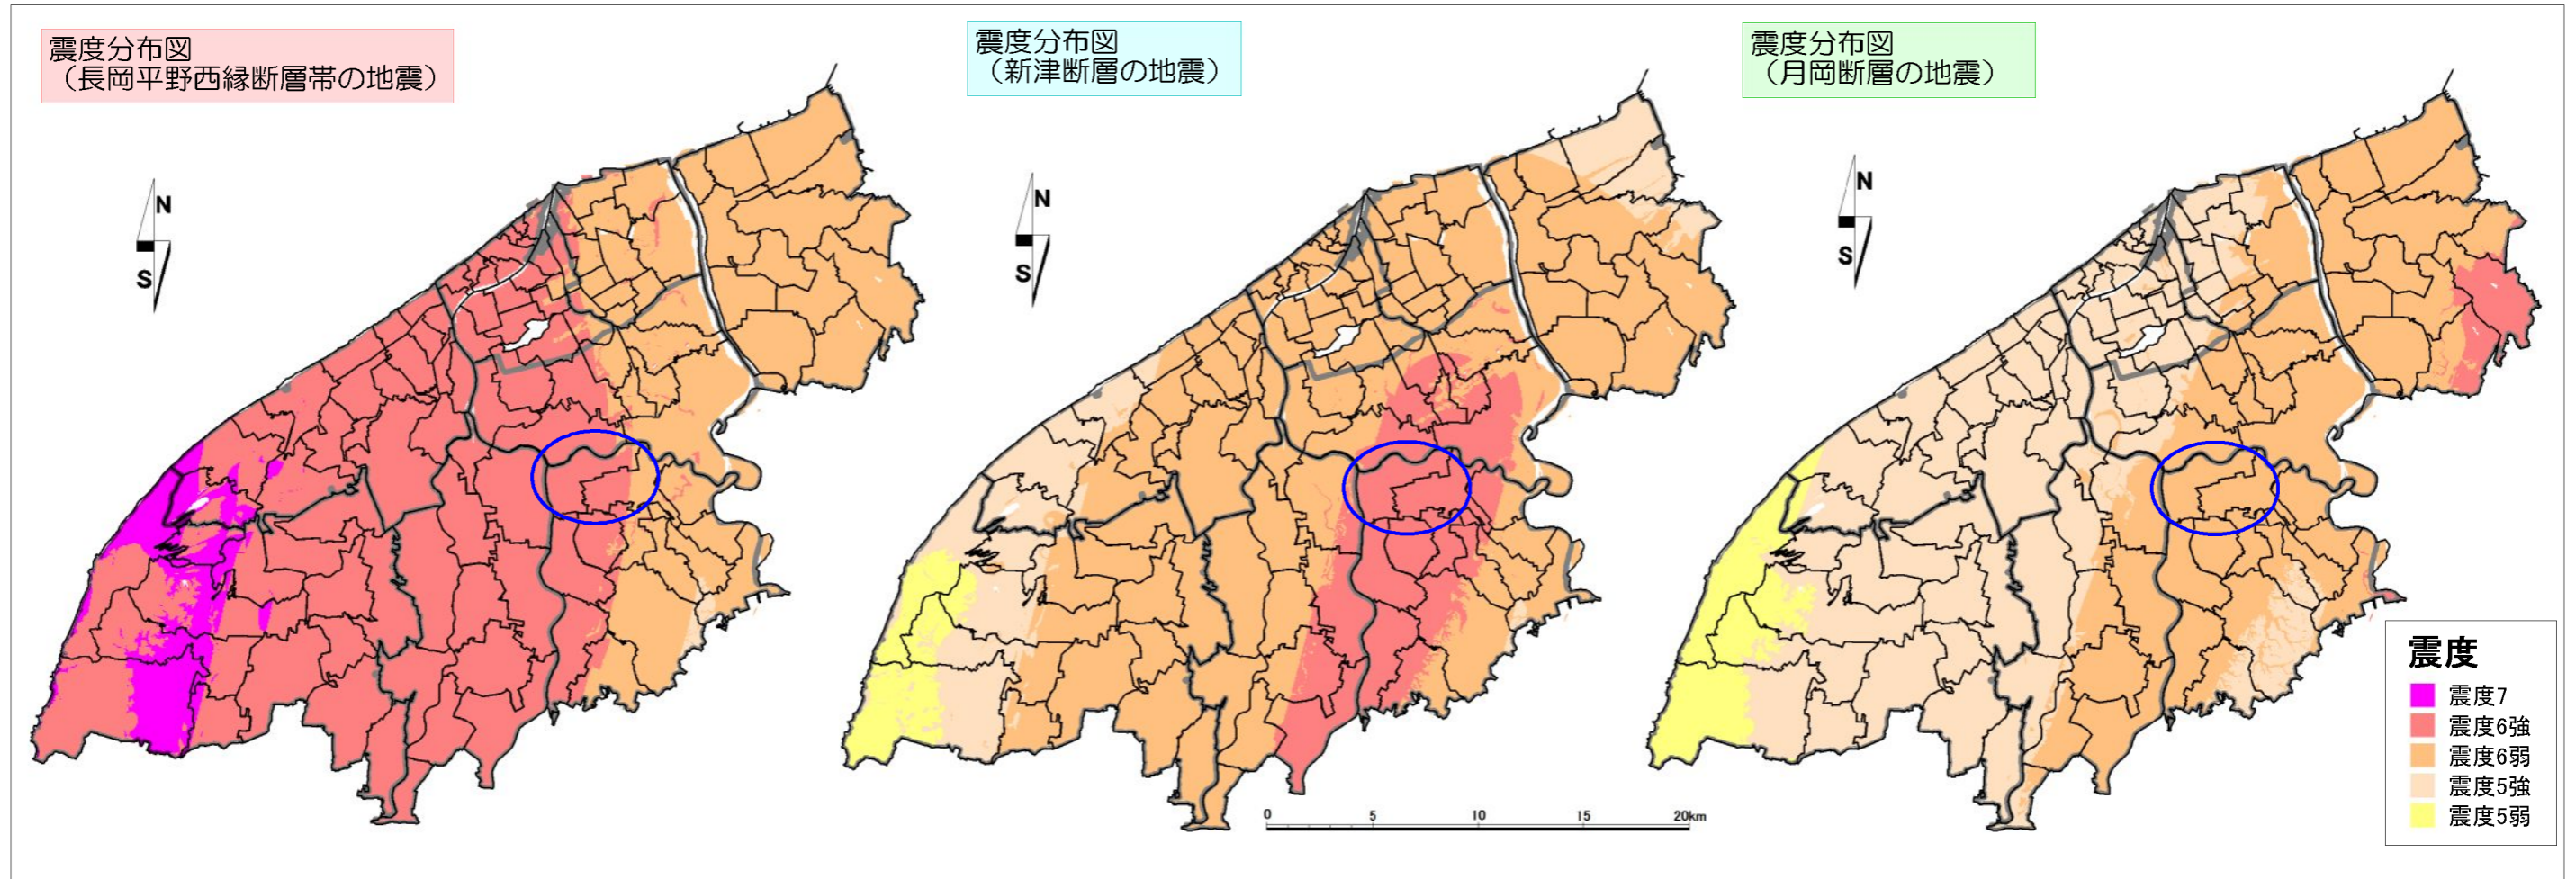 震度分布図
（長岡平野西縁断層帯の地震）
震度分布図
（新津断層の地震）
震度分布図
（月岡断層の地震）
N
S
N
S
N
S
0 5 10 15 20km
震度
震度7
震度6強
震度6弱
震度5強
震度5弱